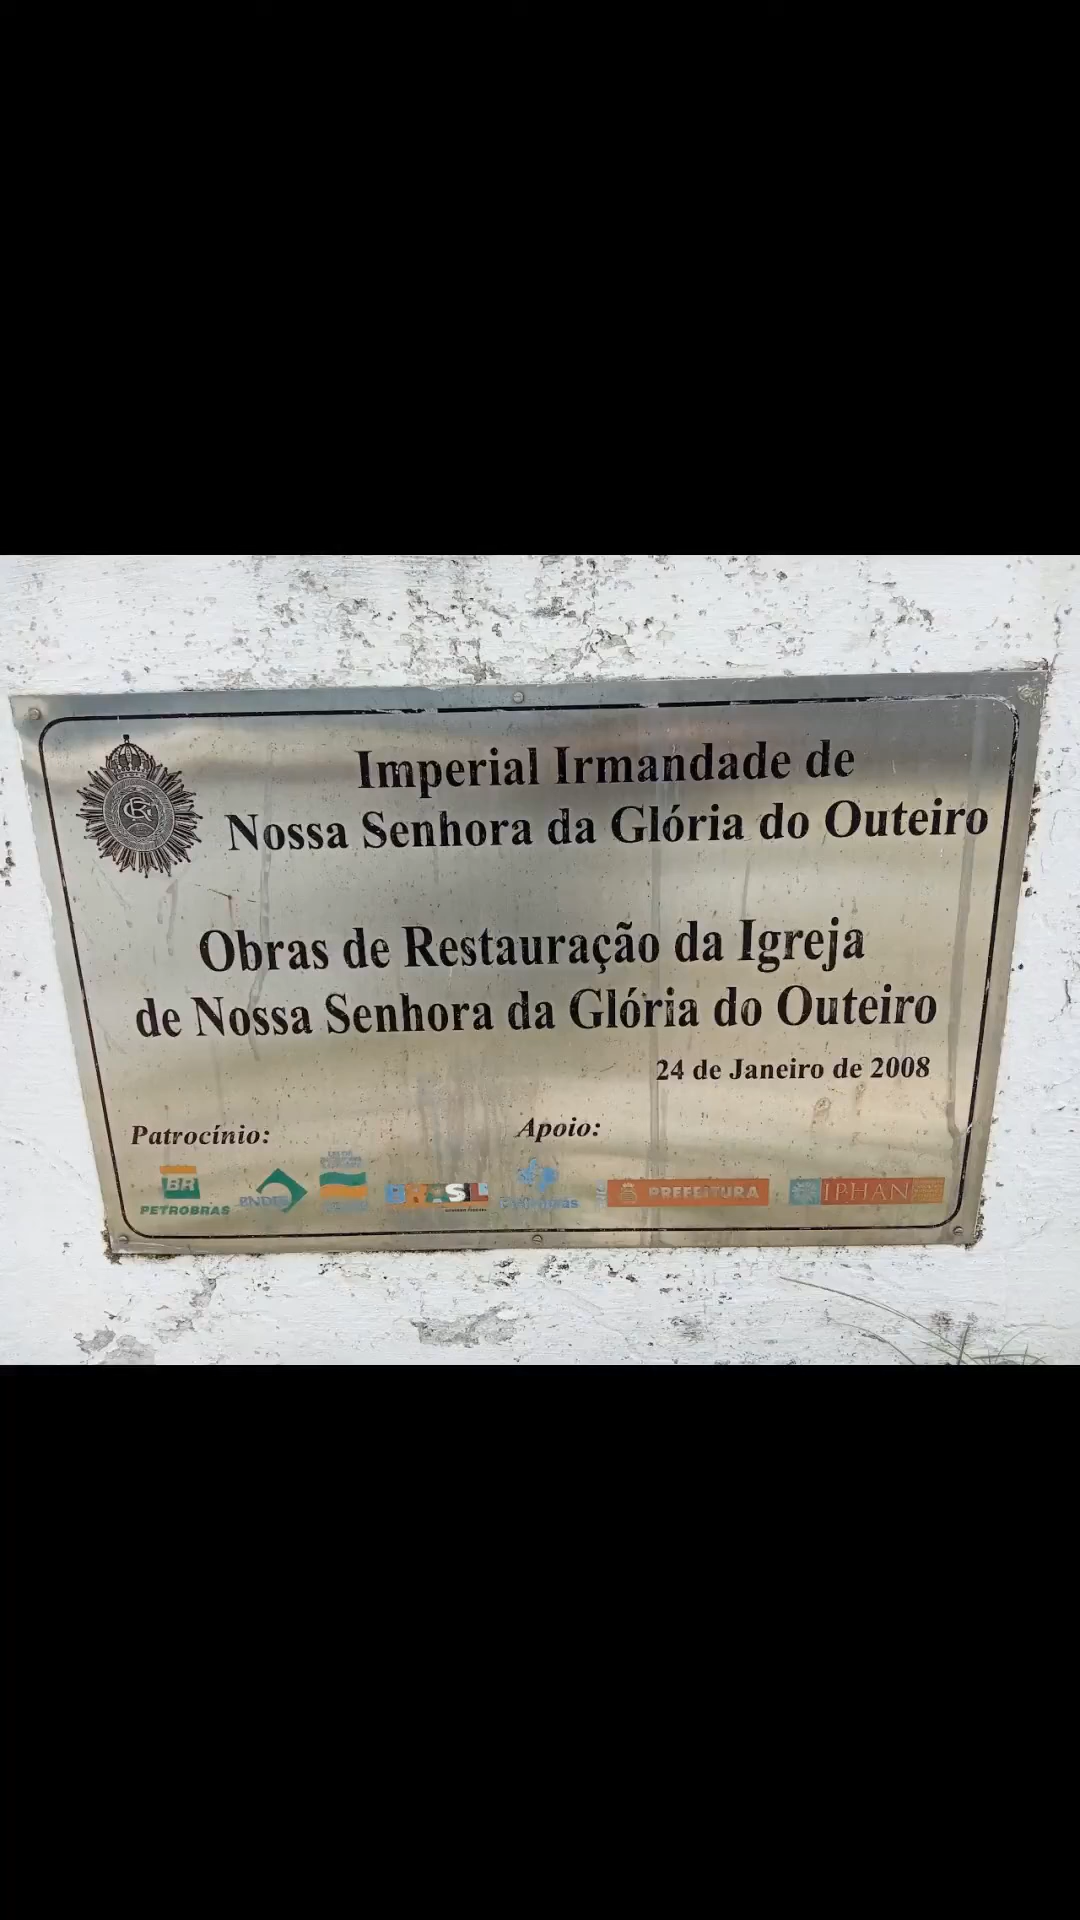 Imperial Irmandade de
Nossa Senhora da Glória do Outeiro
Obras de Restauração da Igreja
de Nossa Senhora da Glória do Outeiro
24 de Janeiro de 2008
Patrocínio: Apoio:
BR PETROBRAS BNDES BRASIL PREFEITURA IPHAN